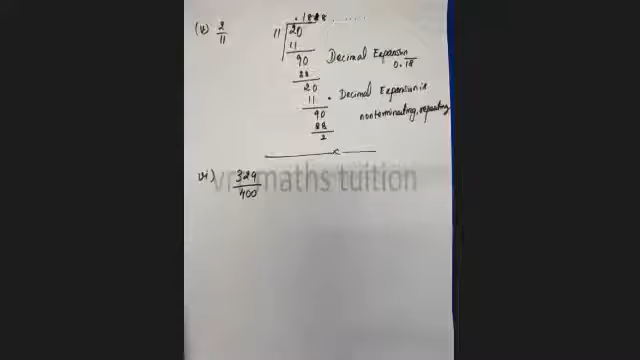 (v) 2/11
.1818 ......
11 20
11
90
88
20
11
90
88
2
Decimal Expansion
0.18
Decimal Expansion is
nonterminating, repeating
vi) 329/400
maths tuition